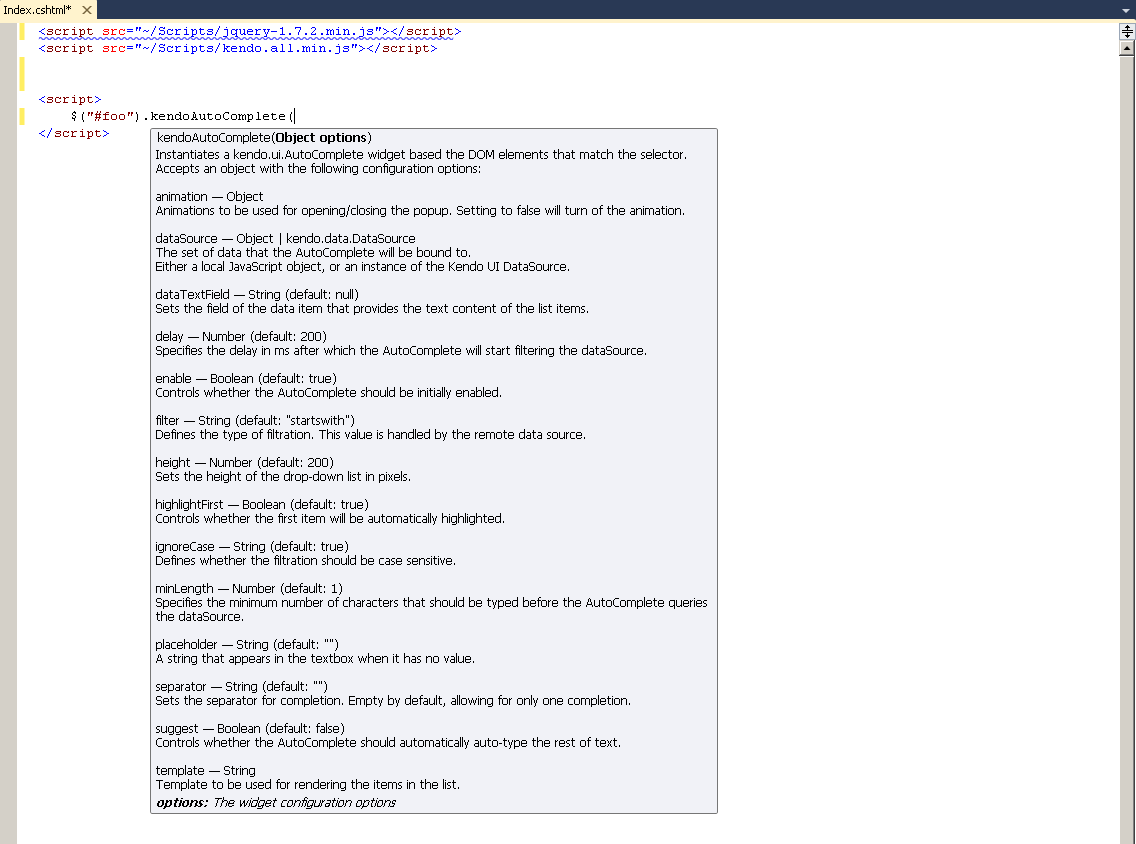 Index.cshtml*
<script src="~/Scripts/jquery-1.7.2.min.js"></script>
<script src="~/Scripts/kendo.all.min.js"></script>
<script>
$("#foo").kendoAutoComplete(
</script>
kendoAutoComplete(Object options)
Instantiates a kendo.ui.AutoComplete widget based the DOM elements that match the selector.
Accepts an object with the following configuration options:
animation — Object
Animations to be used for opening/closing the popup. Setting to false will turn of the animation.
dataSource — Object | kendo.data.DataSource
The set of data that the AutoComplete will be bound to.
Either a local JavaScript object, or an instance of the Kendo UI DataSource.
dataTextField — String (default: null)
Sets the field of the data item that provides the text content of the list items.
delay — Number (default: 200)
Specifies the delay in ms after which the AutoComplete will start filtering the dataSource.
enable — Boolean (default: true)
Controls whether the AutoComplete should be initially enabled.
filter — String (default: "startswith")
Defines the type of filtration. This value is handled by the remote data source.
height — Number (default: 200)
Sets the height of the drop-down list in pixels.
highlightFirst — Boolean (default: true)
Controls whether the first item will be automatically highlighted.
ignoreCase — String (default: true)
Defines whether the filtration should be case sensitive.
minLength — Number (default: 1)
Specifies the minimum number of characters that should be typed before the AutoComplete queries
the dataSource.
placeholder — String (default: "")
A string that appears in the textbox when it has no value.
separator — String (default: "")
Sets the separator for completion. Empty by default, allowing for only one completion.
suggest — Boolean (default: false)
Controls whether the AutoComplete should automatically auto-type the rest of text.
template — String
Template to be used for rendering the items in the list.
options: The widget configuration options